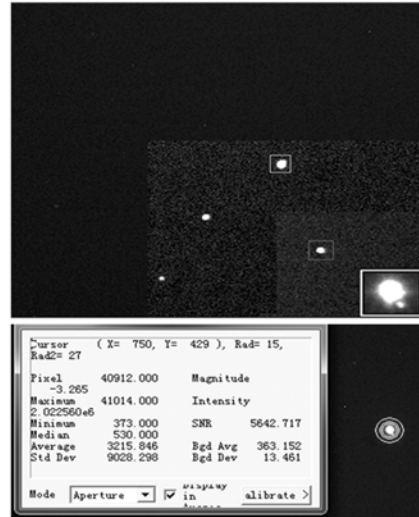 Cursor ( X= 750, Y= 429 ), Rad= 15,
Rad2= 27
Pixel 40912.000 Magnitude
-3.265
Maximum 41014.000 Intensity
2.022560e6
Minimum 373.000 SNR 5642.717
Median 530.000
Average 3215.846 Bgd Avg 363.152
Std Dev 9028.298 Bgd Dev 13.461
Display
Mode Aperture in alibrate >